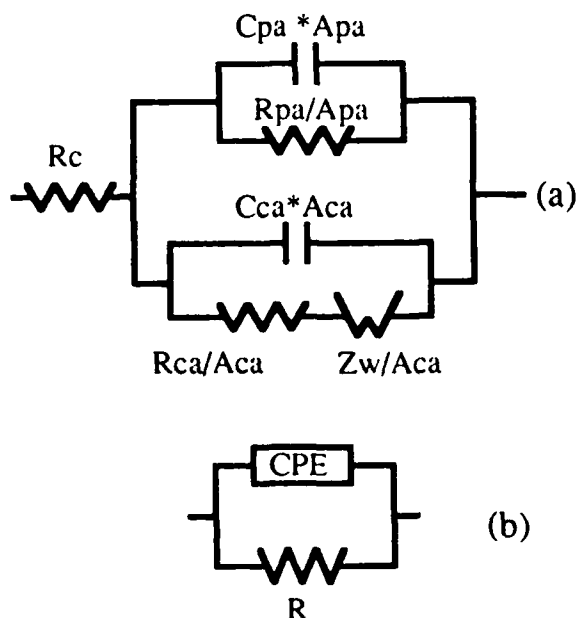 Cpa *Apa
Rpa/Apa
Rc
Cca*Aca
(a)
Rca/Aca
Zw/Aca
CPE
(b)
R